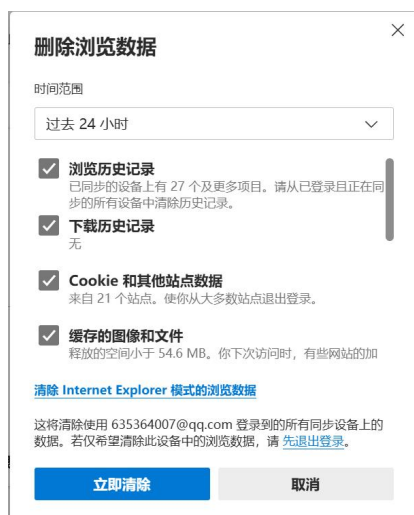 删除浏览数据
时间范围
过去 24 小时
浏览历史记录
已同步的设备上有 27 个及更多项目。请从已登录且正在同
步的所有设备中清除历史记录。
下载历史记录
无
Cookie 和其他站点数据
来自 21 个站点。使你从大多数站点退出登录。
缓存的图像和文件
释放的空间小于 54.6 MB。你下次访问时，有些网站的加
清除 Internet Explorer 模式的浏览数据
这将清除使用 635364007@qq.com 登录到的所有同步设备上的
数据。若仅希望清除此设备中的浏览数据，请 先退出登录。
立即清除
取消